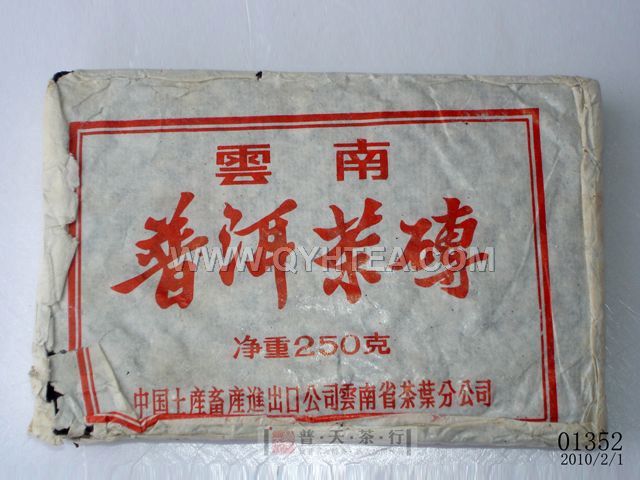 雲南
普洱茶磚
WWW.QYHTEA.COM
净重250克
中国土産畜産進出口公司雲南省茶葉分公司
普·天·茶·行
01352
2010/2/1